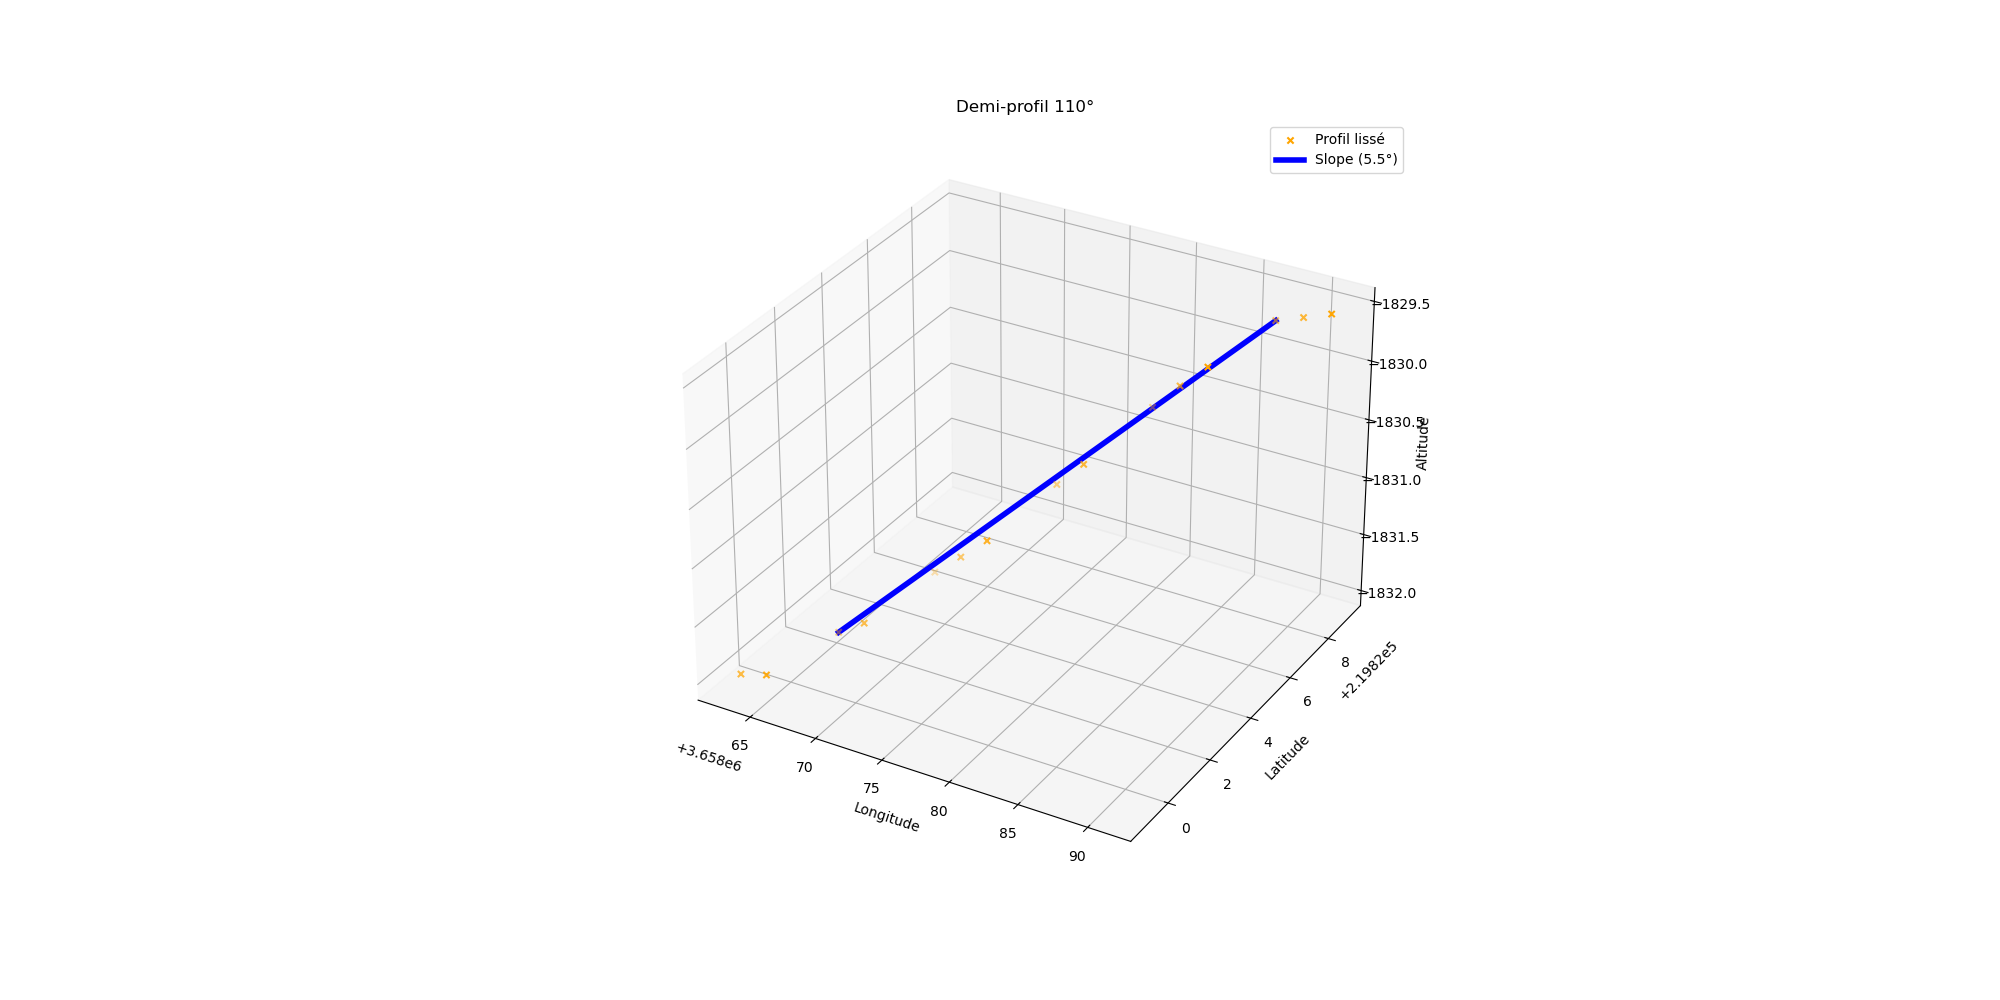 Demi-profil 110°
Profil lissé
Slope (5.5°)
−1829.5
−1830.0
−1830.5
−1831.0
−1831.5
−1832.0
Altitude
8
6
4
2
0
+2.1982e5
Latitude
65
70
75
80
85
90
+3.658e6
Longitude